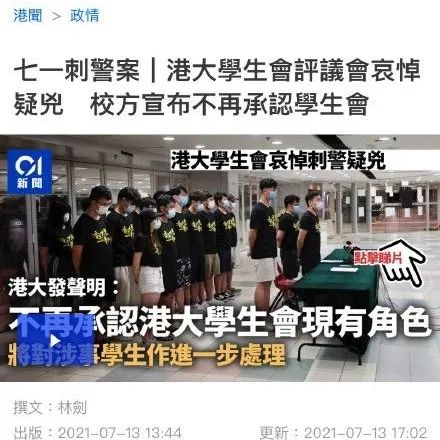 港聞 > 政情
七一刺警案｜港大學生會評議會哀悼
疑兇　校方宣布不再承認學生會
01
新聞
港大學生會哀悼刺警疑兇
點擊睇片
港大發聲明：
不再承認港大學生會現有角色
將對涉事學生作進一步處理
撰文：林劍
出版：2021-07-13 13:44
更新：2021-07-13 17:02